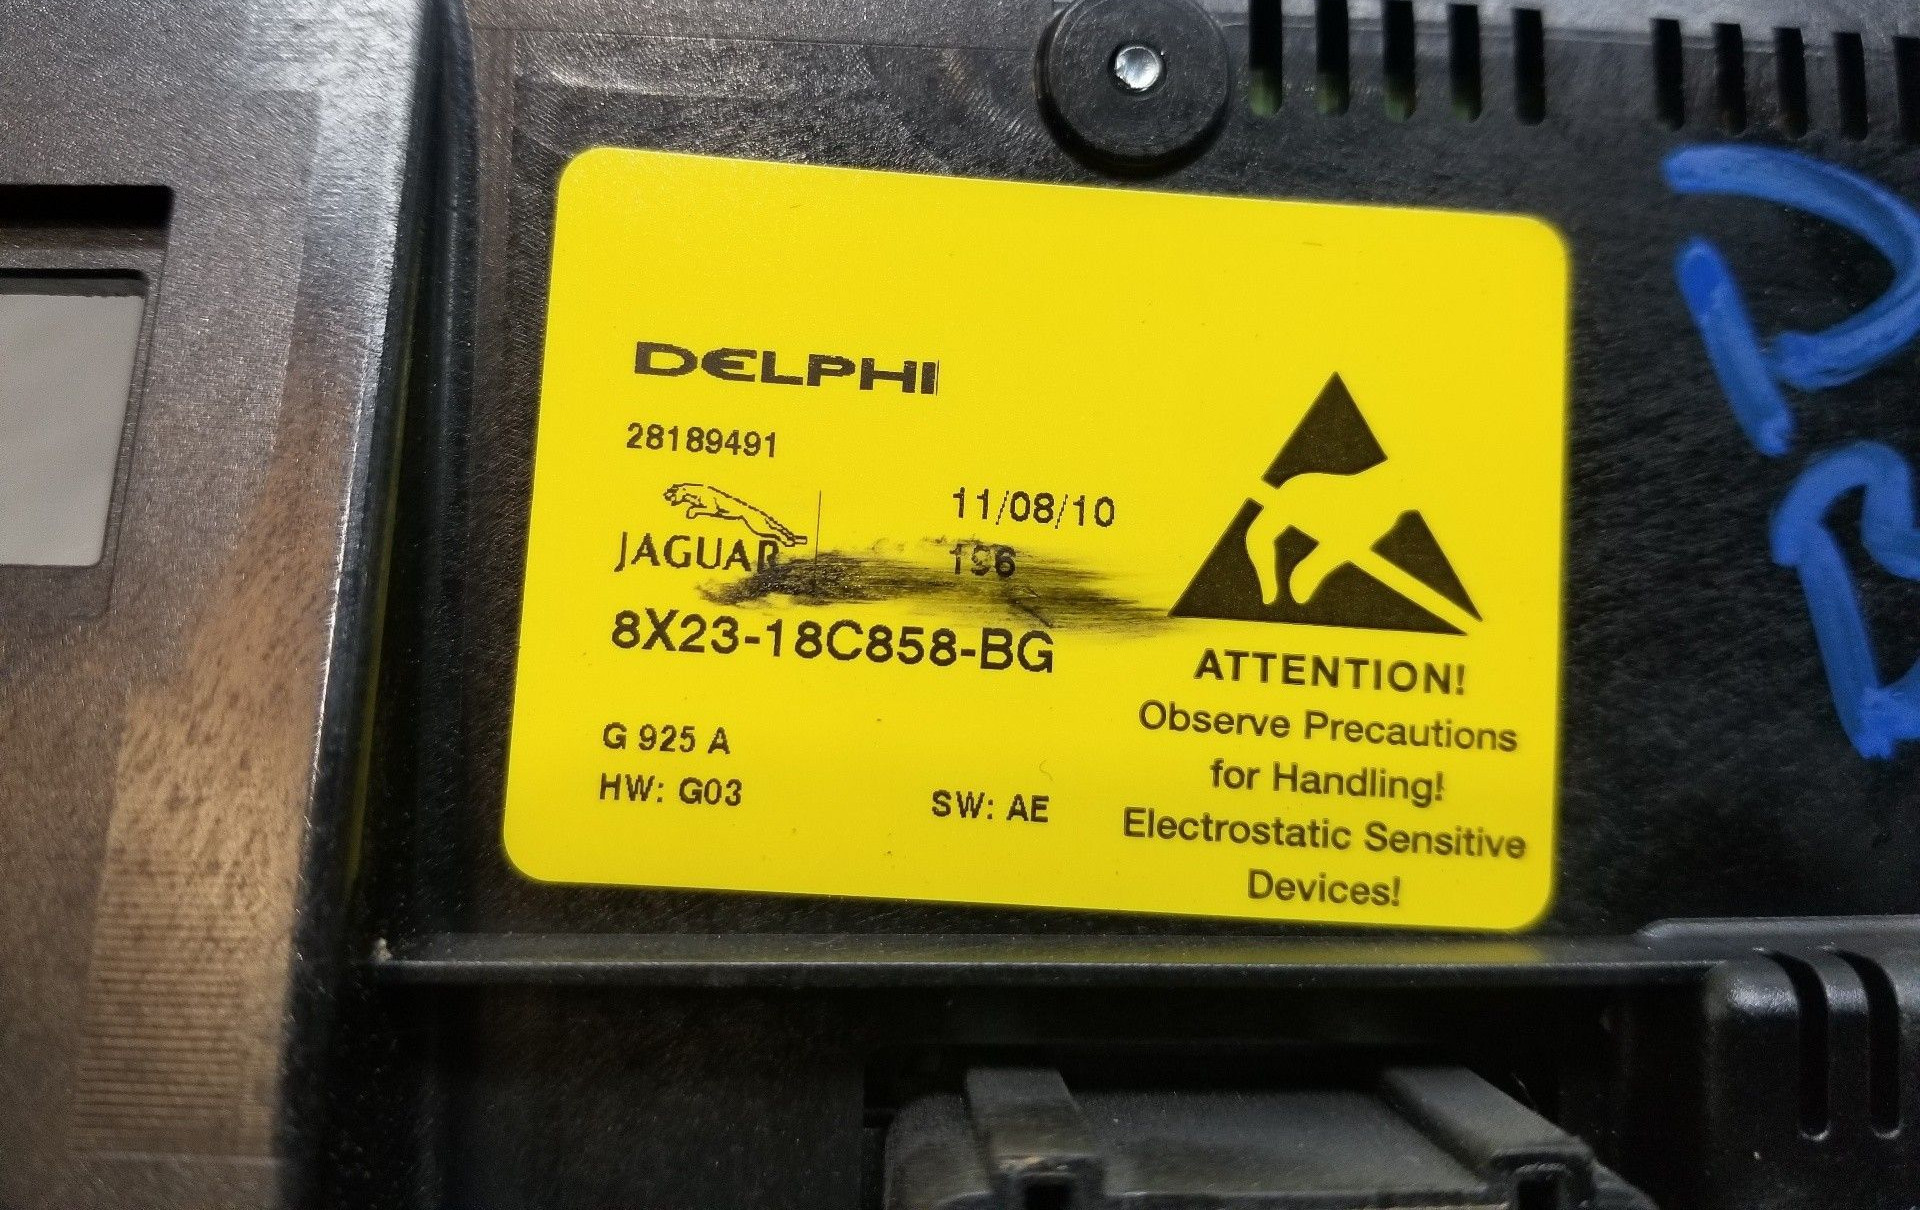 DELPHI
28189491
11/08/10
JAGUAR
196
8X23-18C858-BG
G 925 A
HW: G03
SW: AE
ATTENTION!
Observe Precautions
for Handling!
Electrostatic Sensitive
Devices!